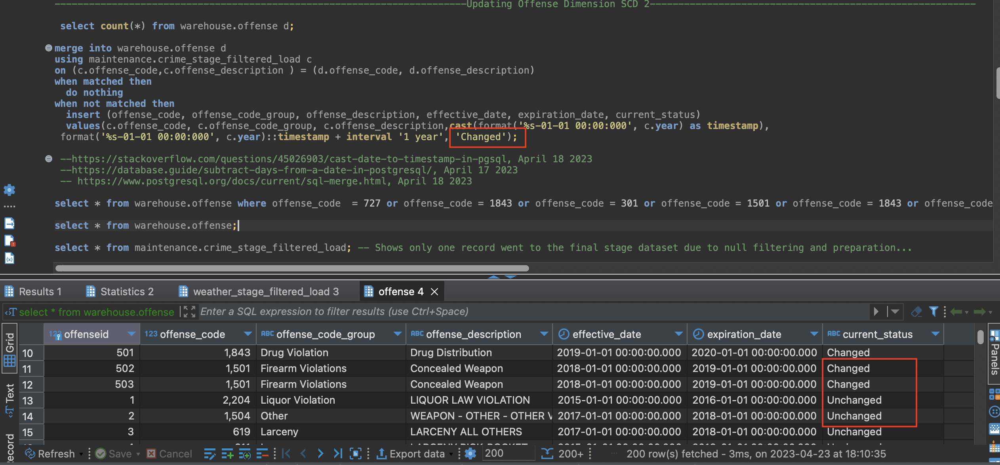 ------------------------------------------------------------------------Updating Offense Dimension SCD 2---------------------------------------------------------
select count(*) from warehouse.offense d;
merge into warehouse.offense d
using maintenance.crime_stage_filtered_load c
on (c.offense_code,c.offense_description ) = (d.offense_code, d.offense_description)
when matched then
do nothing
when not matched then
insert (offense_code, offense_code_group, offense_description, effective_date, expiration_date, current_status)
values(c.offense_code, c.offense_code_group, c.offense_description,cast(format('%s-01-01 00:00:000', c.year) as timestamp),
format('%s-01-01 00:00:000', c.year)::timestamp + interval '1 year', 'Changed');
--https://stackoverflow.com/questions/45026903/cast-date-to-timestamp-in-pgsql, April 18 2023
--https://database.guide/subtract-days-from-a-date-in-postgresql/, April 17 2023
-- https://www.postgresql.org/docs/current/sql-merge.html, April 18 2023
select * from warehouse.offense where offense_code  = 727 or offense_code = 1843 or offense_code = 301 or offense_code = 1501 or offense_code = 1843 or offense_code
select * from warehouse.offense;
select * from maintenance.crime_stage_filtered_load; -- Shows only one record went to the final stage dataset due to null filtering and preparation...
Results 1 Statistics 2 weather_stage_filtered_load 3 offense 4
select * from warehouse.offense Enter a SQL expression to filter results (use Ctrl+Space)
Grid
Text
Record
Panels
123 offenseid 123 offense_code ABC offense_code_group ABC offense_description effective_date expiration_date ABC current_status
10 501 1,843 Drug Violation Drug Distribution 2019-01-01 00:00:00.000 2020-01-01 00:00:00.000 Changed
11 502 1,501 Firearm Violations Concealed Weapon 2018-01-01 00:00:00.000 2019-01-01 00:00:00.000 Changed
12 503 1,501 Firearm Violations Concealed Weapon 2018-01-01 00:00:00.000 2019-01-01 00:00:00.000 Changed
13 1 2,204 Liquor Violation LIQUOR LAW VIOLATION 2015-01-01 00:00:00.000 2016-01-01 00:00:00.000 Unchanged
14 2 1,504 Other WEAPON - OTHER - OTHER V 2017-01-01 00:00:00.000 2018-01-01 00:00:00.000 Unchanged
15 3 619 Larceny LARCENY ALL OTHERS 2017-01-01 00:00:00.000 2018-01-01 00:00:00.000 Unchanged
Refresh Save Cancel Export data 200 200+ 200 row(s) fetched - 3ms, on 2023-04-23 at 18:10:35